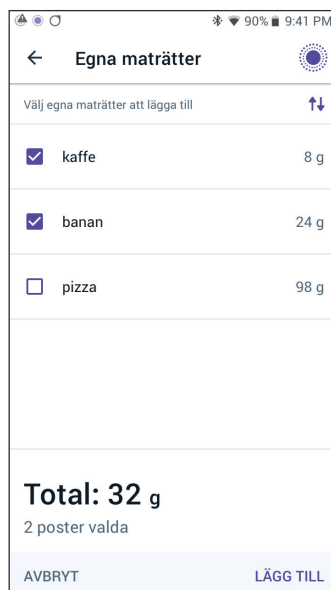 90% 9:41 PM
Egna maträtter
Välj egna maträtter att lägga till
kaffe 8 g
banan 24 g
pizza 98 g
Total: 32 g
2 poster valda
AVBRYT LÄGG TILL